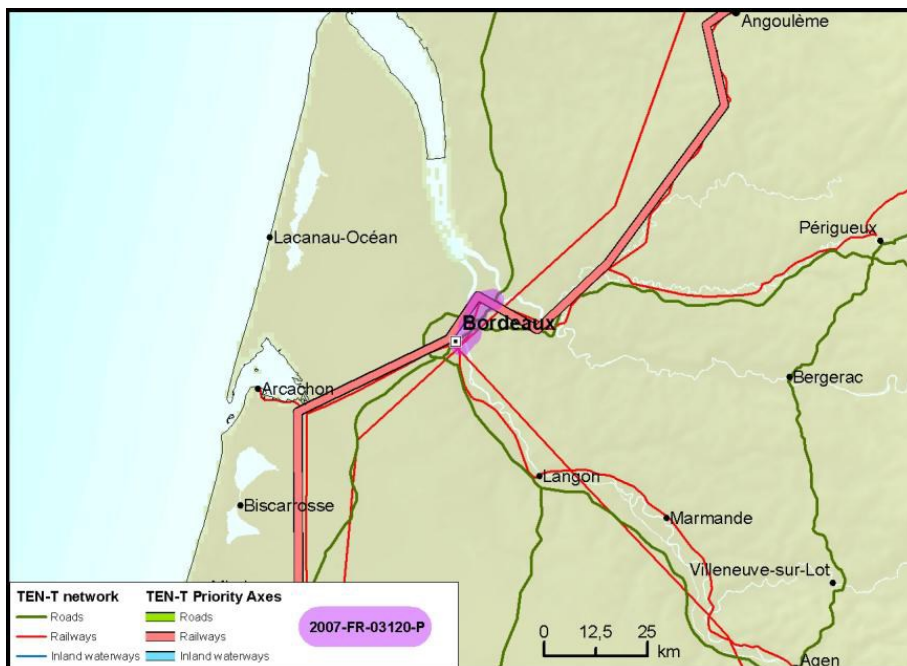 Angoulême
Périgueux
Lacanau-Océan
Bordeaux
Arcachon
Bergerac
Langon
Biscarrosse
Marmande
Villeneuve-sur-Lot
Agen
TEN-T network
TEN-T Priority Axes
Roads
Roads
2007-FR-03120-P
Railways
Railways
Inland waterways
Inland waterways
0 12,5 25
km